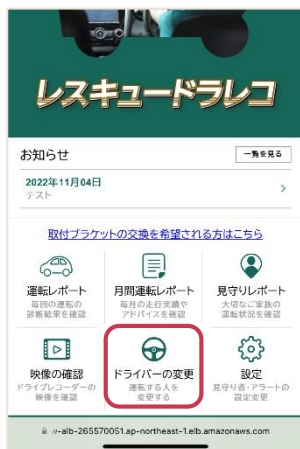 レスキュードラレコ
お知らせ
一覧を見る
2022年11月04日
テスト
取付ブラケットの交換を希望される方はこちら
運転レポート
毎回の運転の
診断結果を確認
月間運転レポート
毎月の走行実績や
アドバイスを確認
見守りレポート
大切なご家族の
運転状況を確認
映像の確認
ドライブレコーダーの
映像を確認
ドライバーの変更
運転する人を
変更する
設定
見守り者・アラートの
設定変更
v-alb-265570051.ap-northeast-1.elb.amazonaws.com